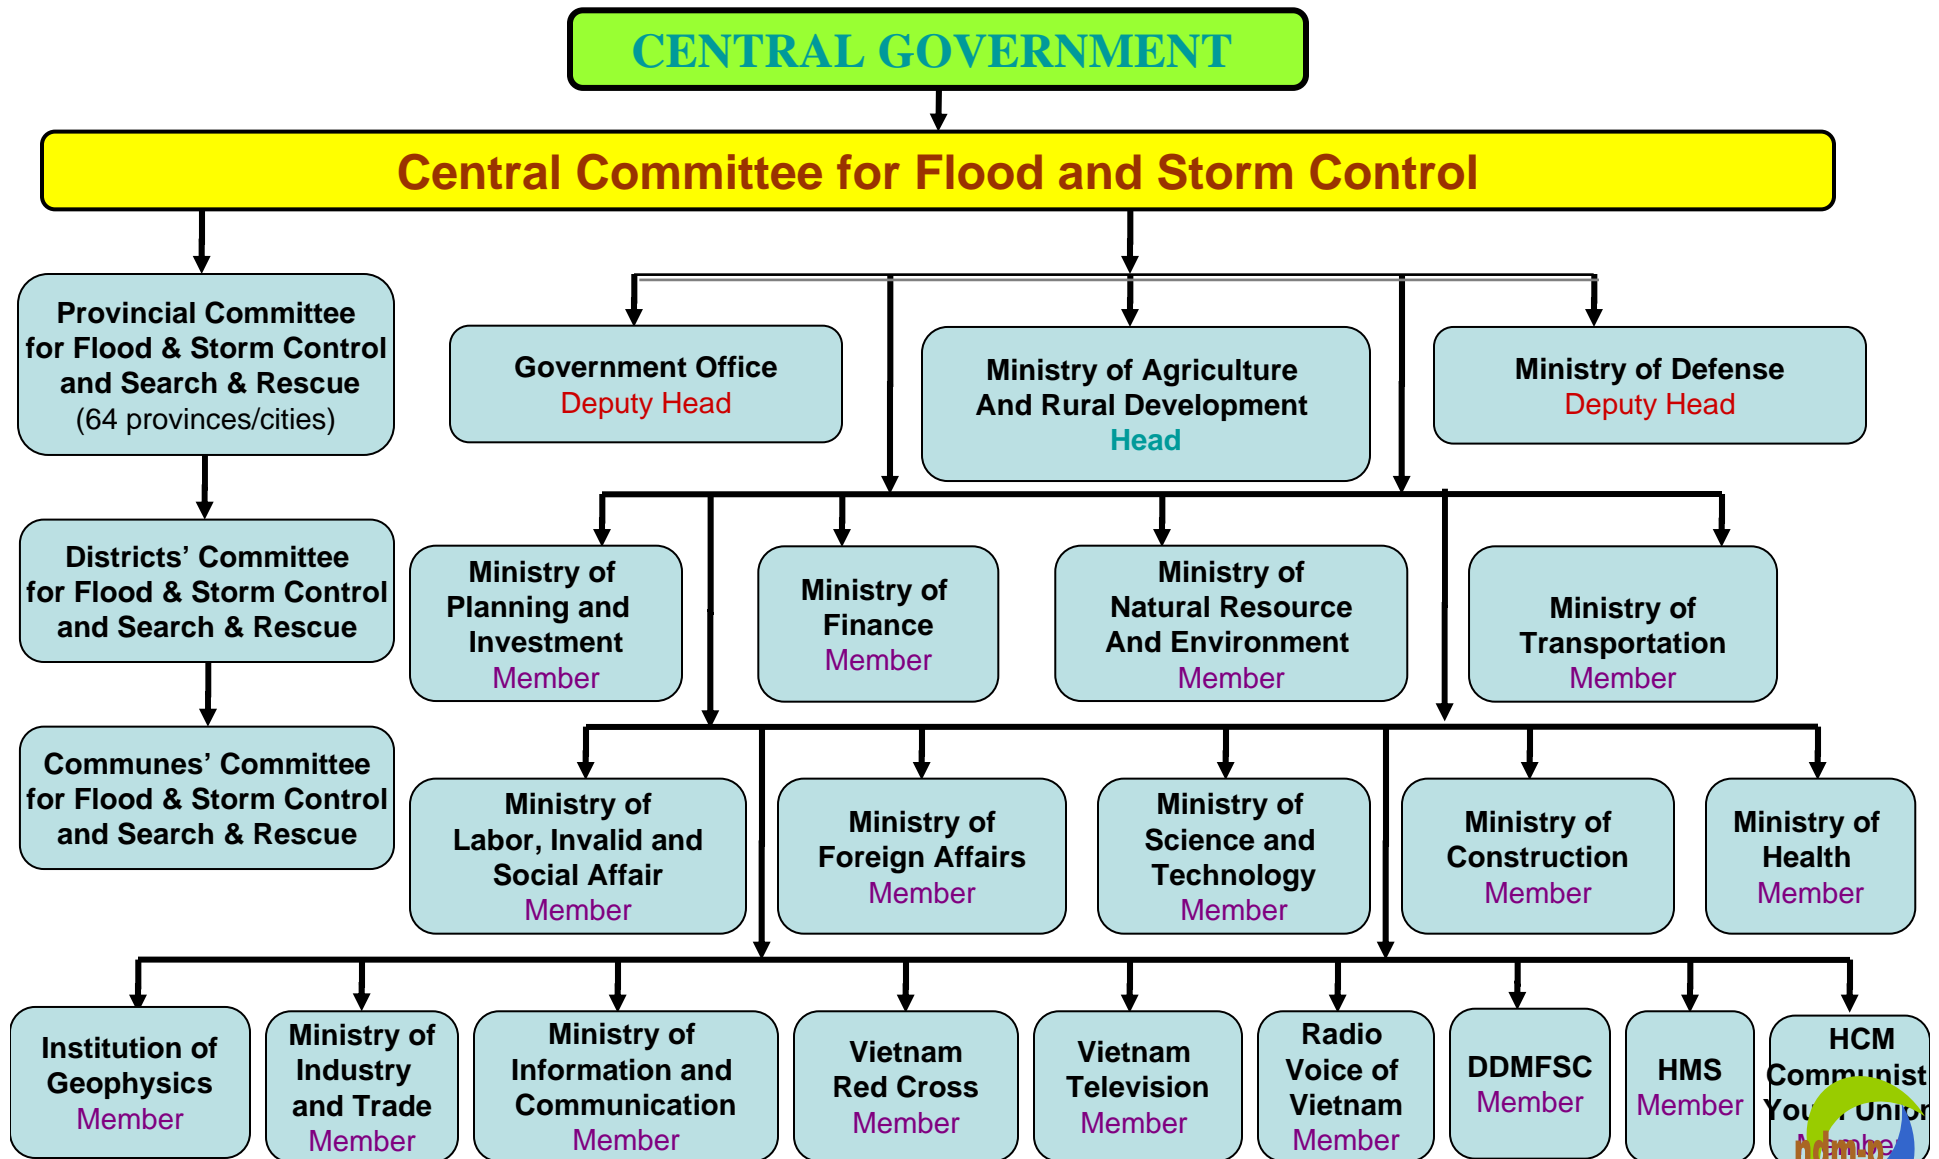 CENTRAL GOVERNMENT
Central Committee for Flood and Storm Control
Provincial Committee
for Flood & Storm Control
and Search & Rescue
(64 provinces/cities)
Government Office
Deputy Head
Ministry of Agriculture
And Rural Development
Head
Ministry of Defense
Deputy Head
Districts’ Committee
for Flood & Storm Control
and Search & Rescue
Ministry of
Planning and
Investment
Member
Ministry of
Finance
Member
Ministry of
Natural Resource
And Environment
Member
Ministry of
Transportation
Member
Communes’ Committee
for Flood & Storm Control
and Search & Rescue
Ministry of
Labor, Invalid and
Social Affair
Member
Ministry of
Foreign Affairs
Member
Ministry of
Science and
Technology
Member
Ministry of
Construction
Member
Ministry of
Health
Member
Institution of
Geophysics
Member
Ministry of
Industry
and Trade
Member
Ministry of
Information and
Communication
Member
Vietnam
Red Cross
Member
Vietnam
Television
Member
Radio
Voice of
Vietnam
Member
DDMFSC
Member
HMS
Member
HCM
Communist
Youth Union
Member
ndm-p